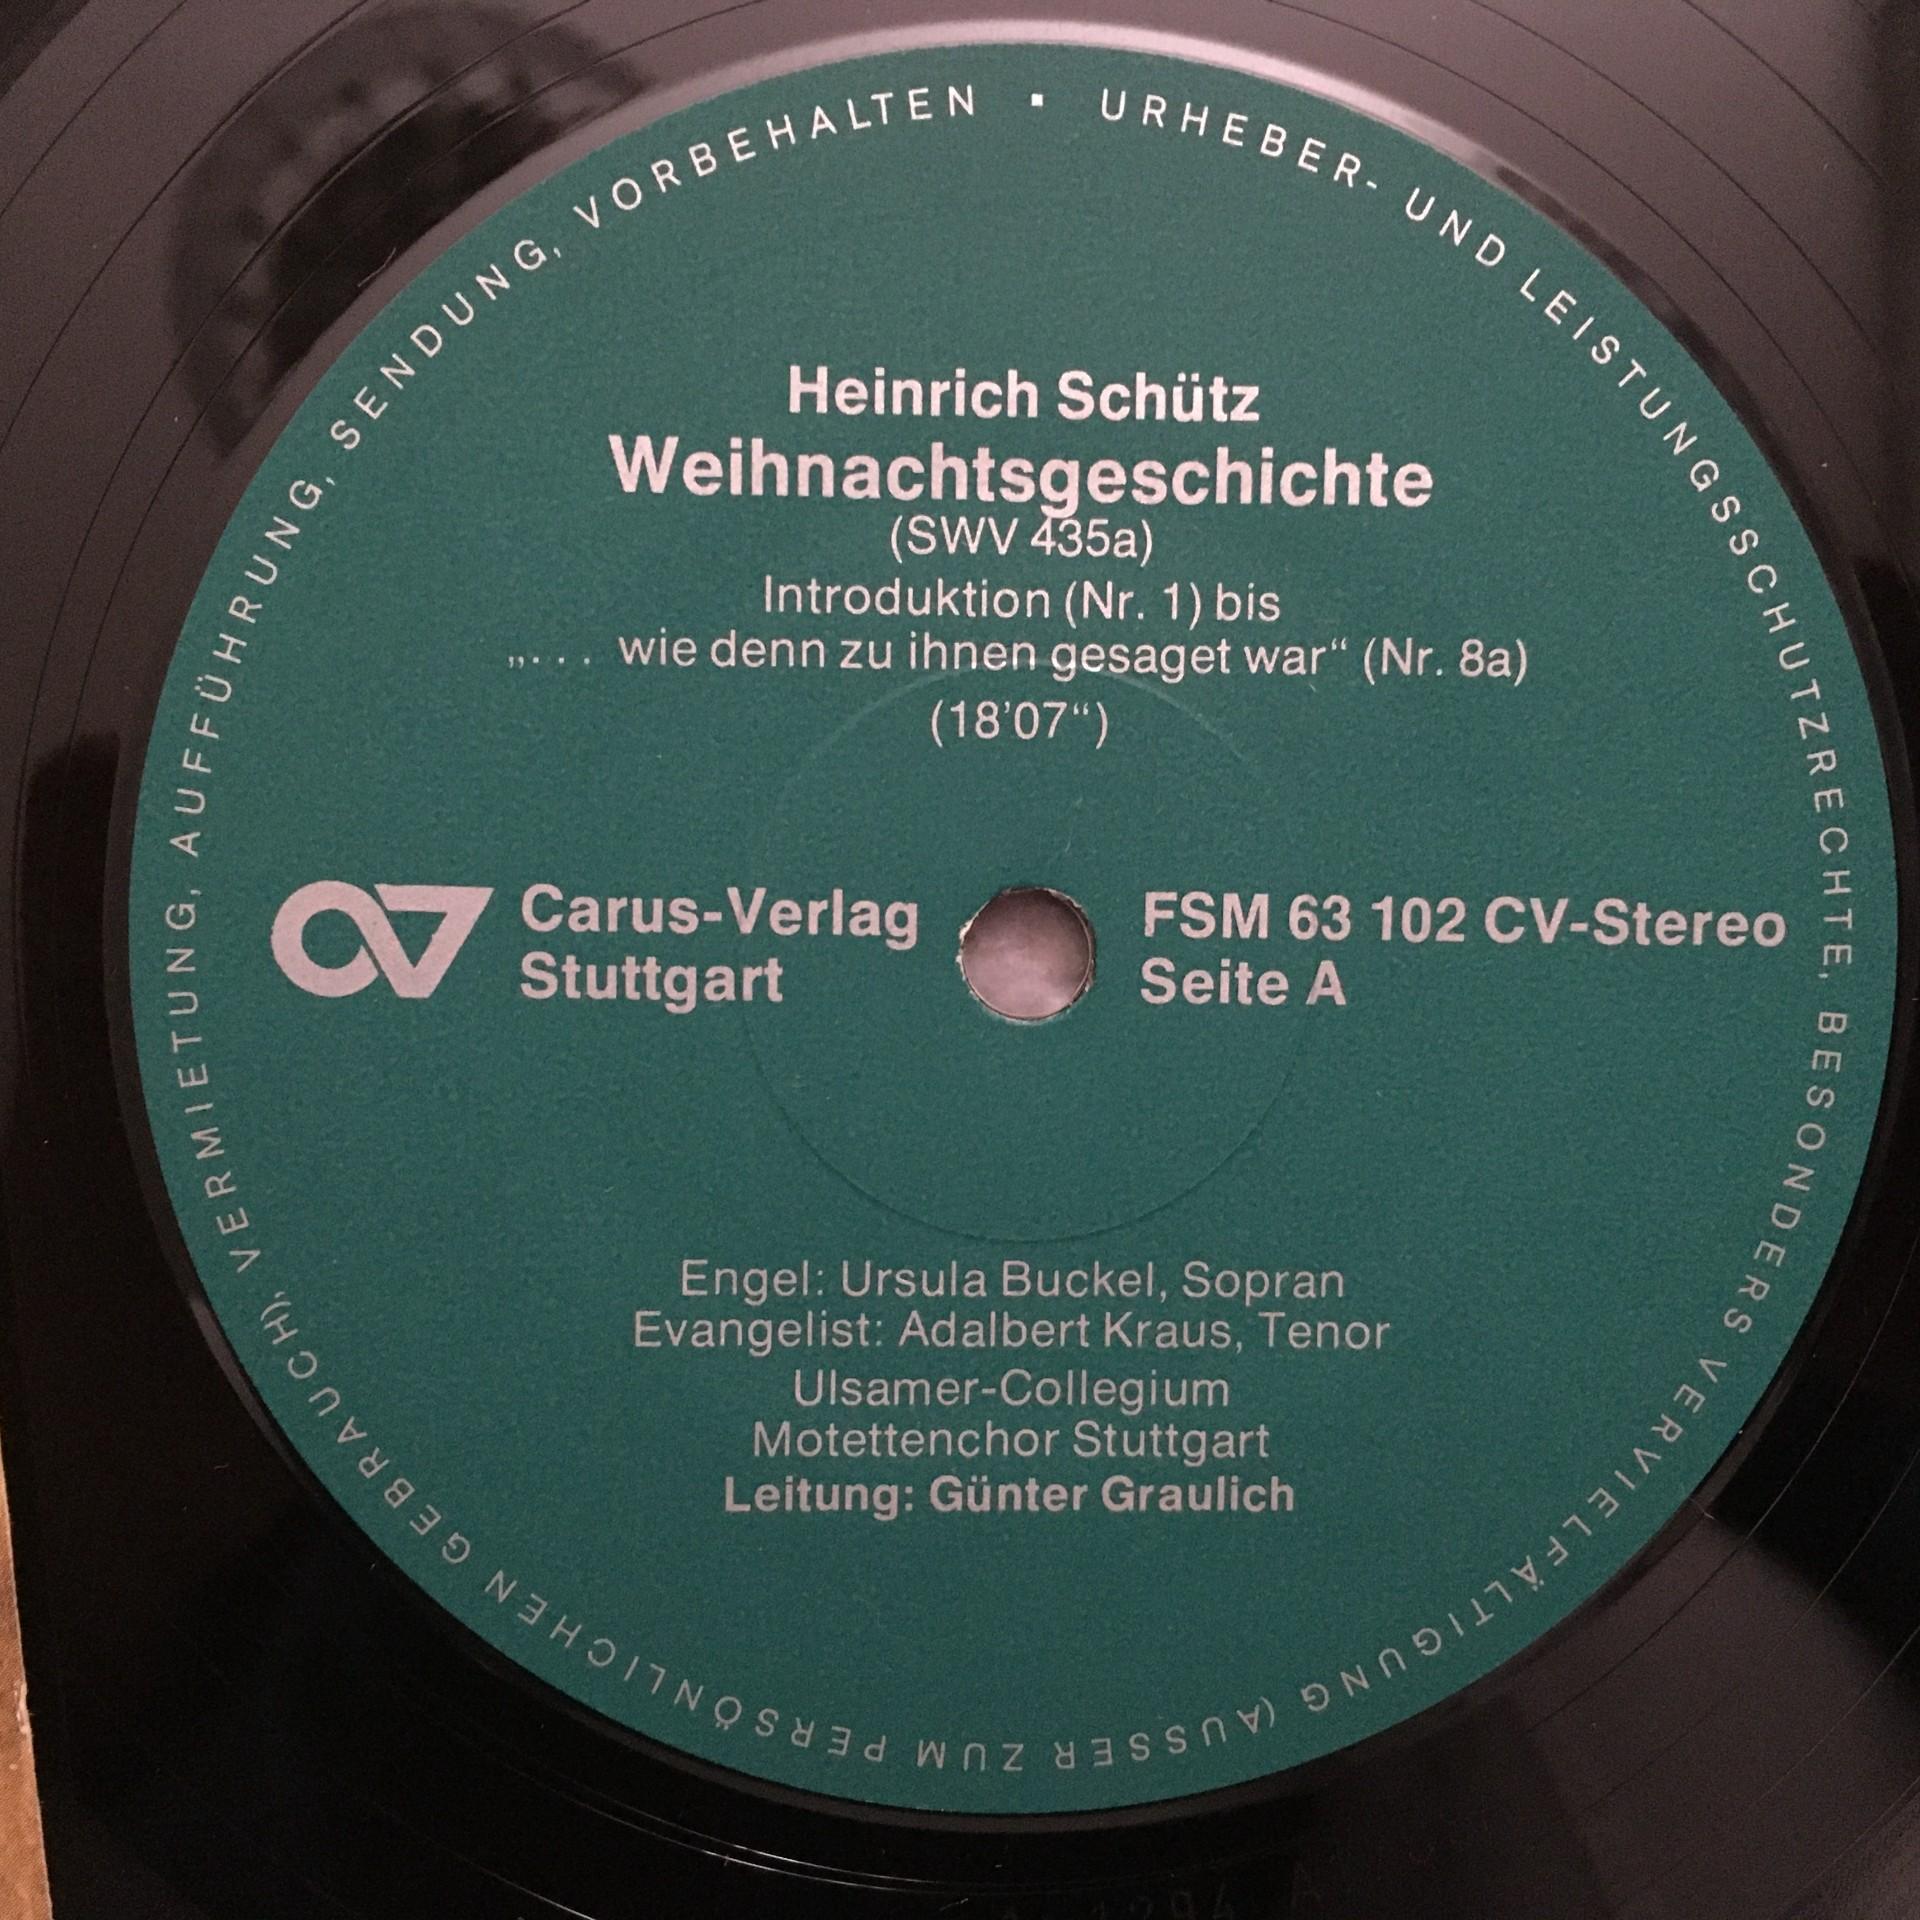 URHEBER- UND LEISTUNGSSCHUTZRECHTE, BESONDERS VERVIELFÄLTIGUNG (AUSSER ZUM PERSÖNLICHEN GEBRAUCH), VERMIETUNG, AUFFÜHRUNG, SENDUNG, VORBEHALTEN ▪
Heinrich Schütz
Weihnachtsgeschichte
(SWV 435a)
Introduktion (Nr. 1) bis
„... wie denn zu ihnen gesaget war“ (Nr. 8a)
(18'07“)
CV
Carus-Verlag
Stuttgart
FSM 63 102 CV-Stereo
Seite A
Engel: Ursula Buckel, Sopran
Evangelist: Adalbert Kraus, Tenor
Ulsamer-Collegium
Motettenchor Stuttgart
Leitung: Günter Graulich